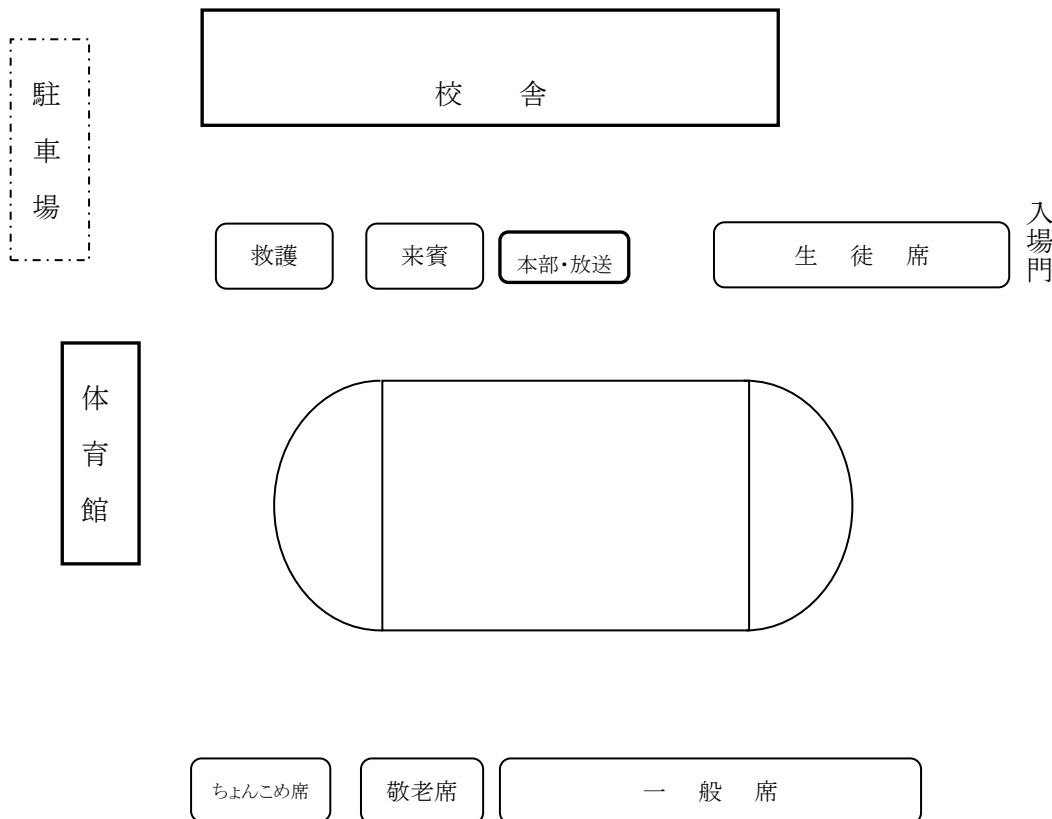 校　舎
駐車場
救護
来賓
本部・放送
生　徒　席
入場門
体育館
ちょんこめ席
敬老席
一　般　席